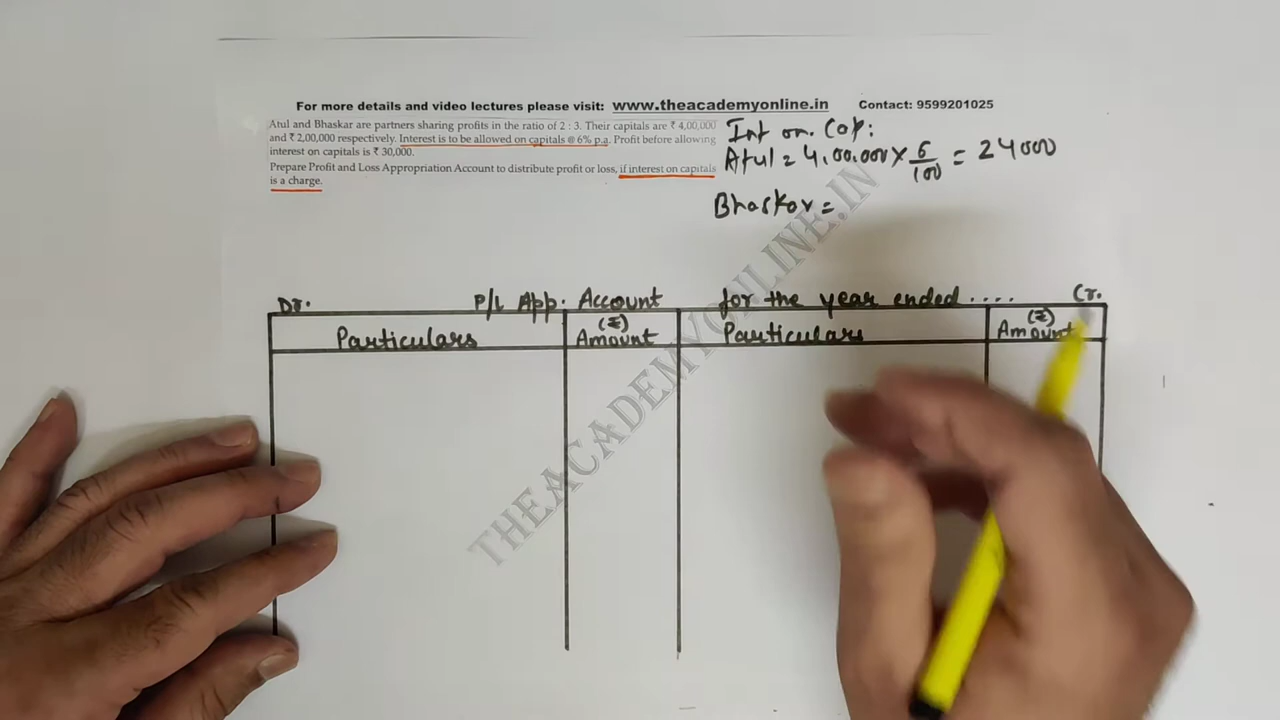 For more details and video lectures please visit: www.theacademyonline.in Contact: 9599201025
Atul and Bhaskar are partners sharing profits in the ratio of 2 : 3. Their capitals are ₹ 4,00,000
and ₹ 2,00,000 respectively. Interest is to be allowed on capitals @ 6% p.a. Profit before allowing
interest on capitals is ₹ 30,000.
Prepare Profit and Loss Appropriation Account to distribute profit or loss, if interest on capitals
is a charge.
Int on. Cap:
Atul = 4,00,000 × 6/100 = 24000
Bhaskar =
Dr. P/L App. Account for the year ended .... Cr.
Particulars (₹) Amount Particulars (₹) Amount
THEACADEMYONLINE.IN